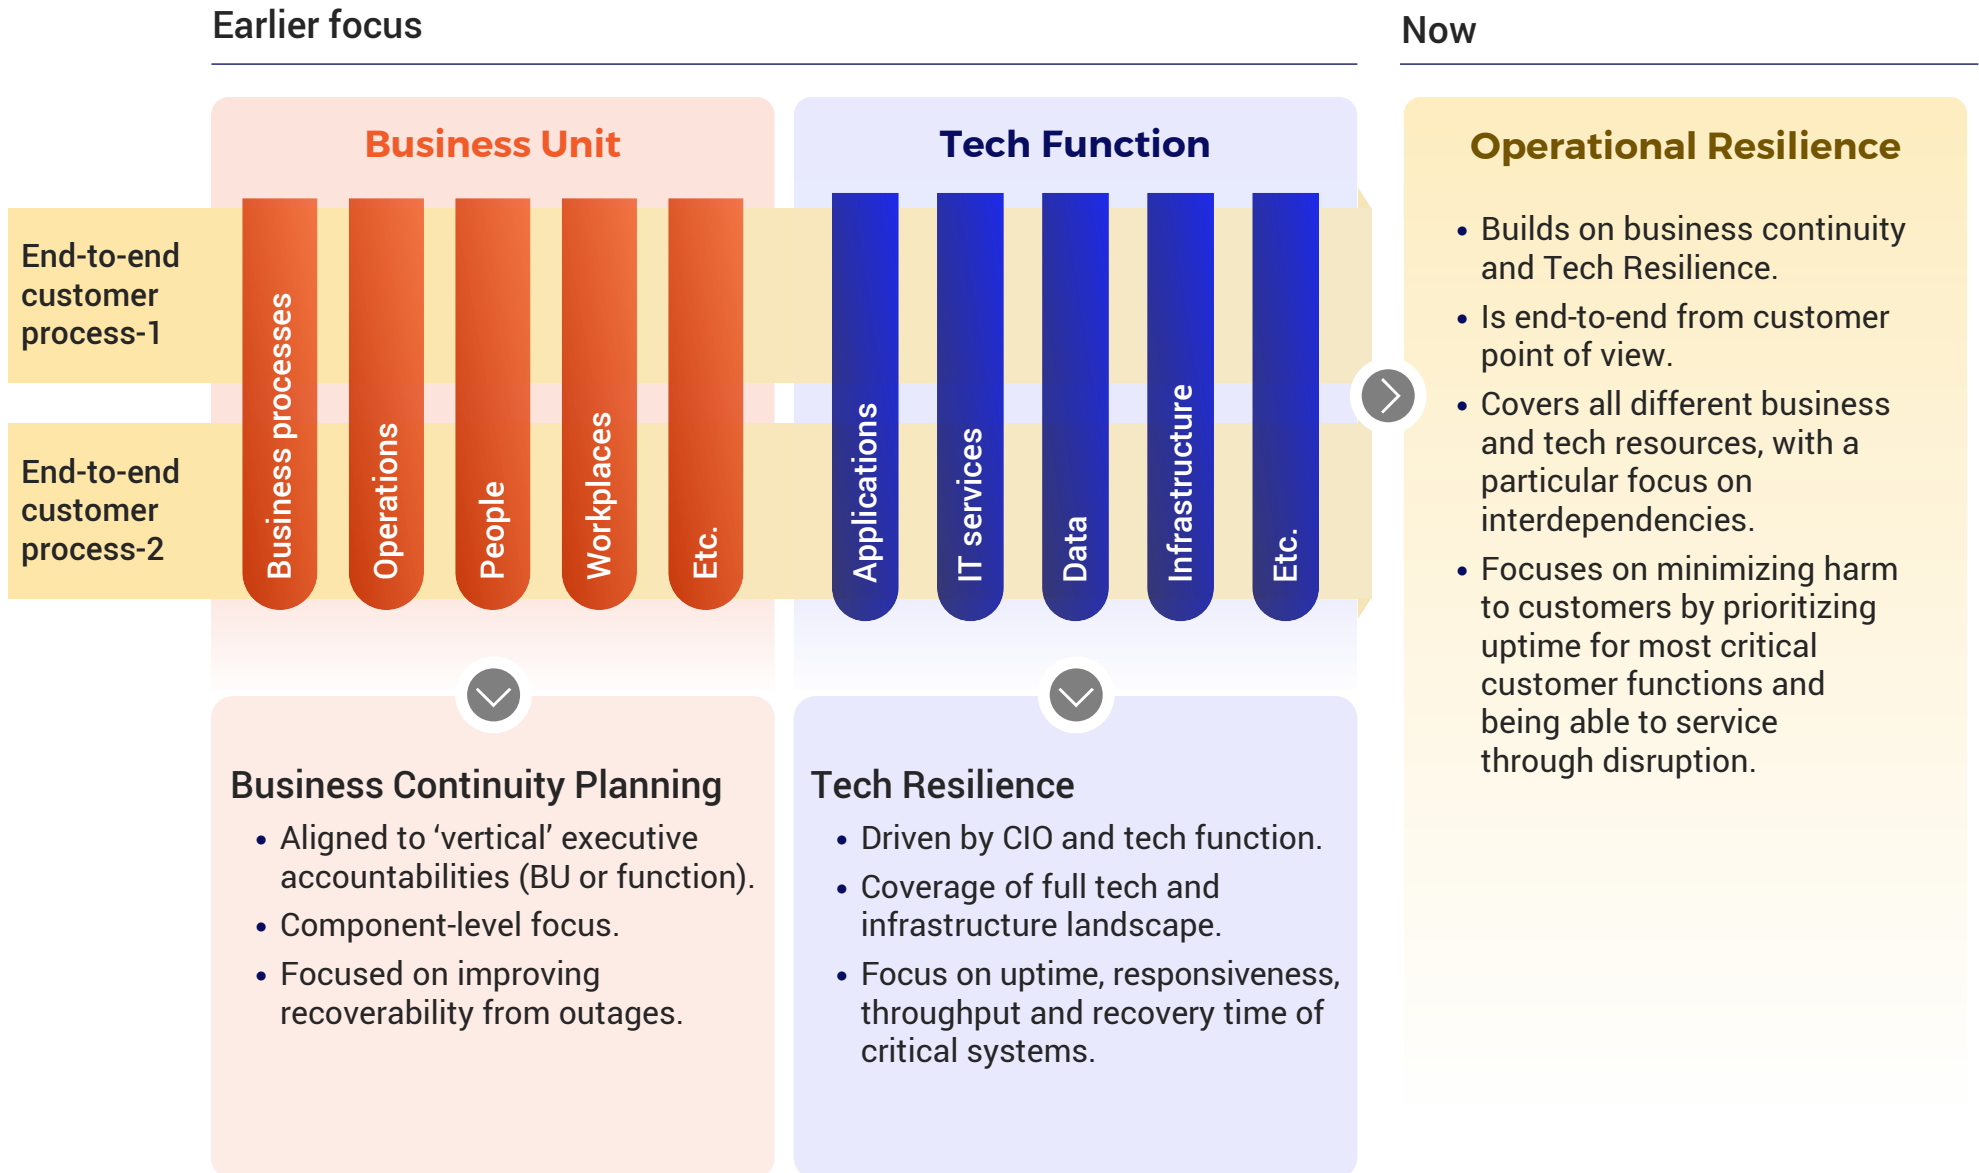 Earlier focus
Now
Business Unit
Tech Function
Operational Resilience
End-to-end
customer
process-1
End-to-end
customer
process-2
Business processes
Operations
People
Workplaces
Etc.
Applications
IT services
Data
Infrastructure
Etc.
• Builds on business continuity
and Tech Resilience.
• Is end-to-end from customer
point of view.
• Covers all different business
and tech resources, with a
particular focus on
interdependencies.
• Focuses on minimizing harm
to customers by prioritizing
uptime for most critical
customer functions and
being able to service
through disruption.
Business Continuity Planning
• Aligned to ‘vertical’ executive
accountabilities (BU or function).
• Component-level focus.
• Focused on improving
recoverability from outages.
Tech Resilience
• Driven by CIO and tech function.
• Coverage of full tech and
infrastructure landscape.
• Focus on uptime, responsiveness,
throughput and recovery time of
critical systems.